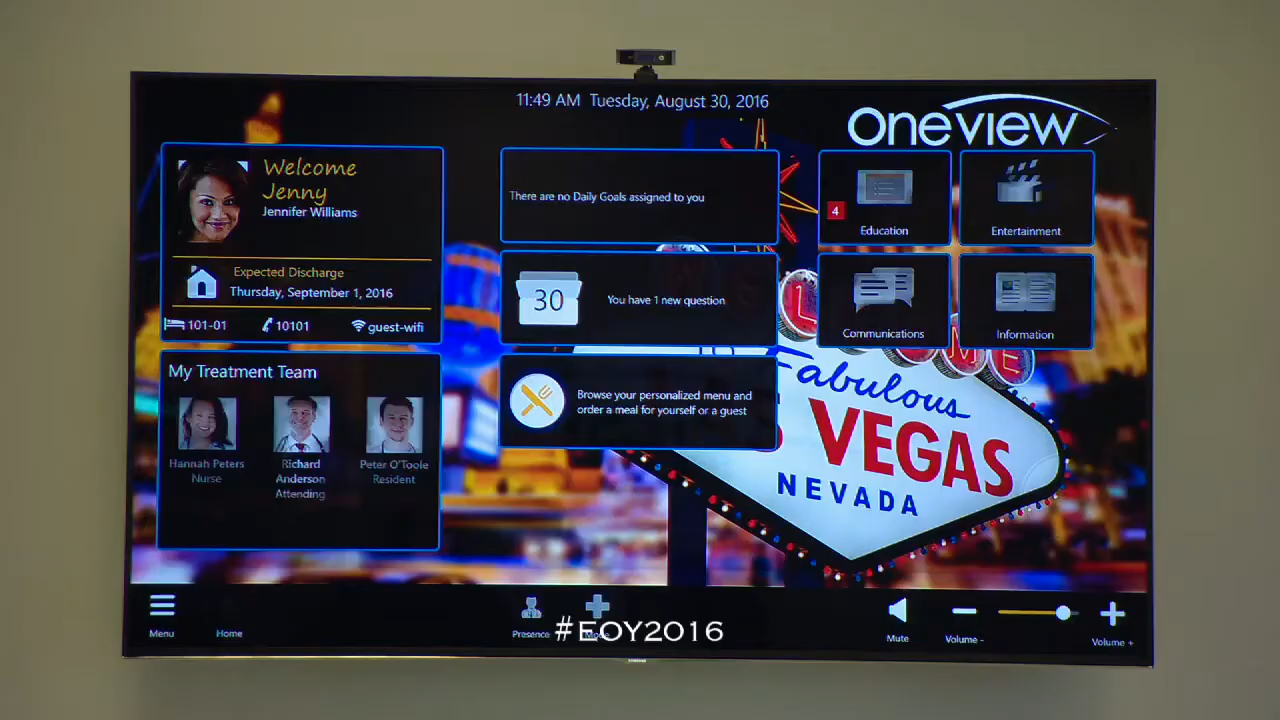 11:49 AM Tuesday, August 30, 2016
Oneview
Welcome
Jenny
Jennifer Williams
Expected Discharge
Thursday, September 1, 2016
101-01
10101
guest-wifi
My Treatment Team
Hannah Peters
Nurse
Richard
Anderson
Attending
Peter O'Toole
Resident
There are no Daily Goals assigned to you
30
You have 1 new question
Browse your personalized menu and
order a meal for yourself or a guest
4
Education
Entertainment
Communications
Information
L
M E
Fabulous
VEGAS
NEVADA
Menu
Home
Presence
#EOY2016
Mute
Volume -
Volume +
SAMSUNG